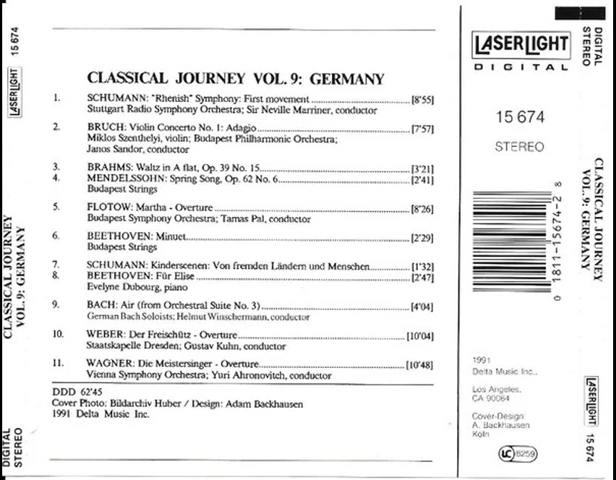 LASERLIGHT 15 674
CLASSICAL JOURNEY
VOL. 9: GERMANY
DIGITAL
STEREO
CLASSICAL JOURNEY VOL. 9: GERMANY
1. SCHUMANN: "Rhenish" Symphony: First movement [8'55]
Stuttgart Radio Symphony Orchestra; Sir Neville Marriner, conductor
2. BRUCH: Violin Concerto No. 1: Adagio [7'57]
Miklos Szenthelyi, violin; Budapest Philharmonic Orchestra;
Janos Sandor, conductor
3. BRAHMS: Waltz in A flat, Op. 39 No. 15 [3'21]
4. MENDELSSOHN: Spring Song, Op. 62 No. 6 [2'41]
Budapest Strings
5. FLOTOW: Martha - Overture [8'26]
Budapest Symphony Orchestra; Tamas Pal, conductor
6. BEETHOVEN: Minuet [2'29]
Budapest Strings
7. SCHUMANN: Kinderscenen: Von fremden Ländern und Menschen [1'32]
8. BEETHOVEN: Für Elise [2'47]
Evelyne Dubourg, piano
9. BACH: Air (from Orchestral Suite No. 3) [4'04]
German Bach Soloists; Helmut Winschermann, conductor
10. WEBER: Der Freischütz - Overture [10'04]
Staatskapelle Dresden; Gustav Kuhn, conductor
11. WAGNER: Die Meistersinger - Overture [10'48]
Vienna Symphony Orchestra; Yuri Ahronovitch, conductor
DDD 62'45
Cover Photo: Bildarchiv Huber / Design: Adam Backhausen
1991 Delta Music Inc.
LASERLIGHT
DIGITAL
15 674
STEREO
0 1811-15674-2 8
1991
Delta Music Inc.,
Los Angeles,
CA 90064
Cover-Design:
A. Backhausen
Köln
LC 8259
DIGITAL
STEREO
CLASSICAL JOURNEY
VOL. 9: GERMANY
LASERLIGHT 15 674